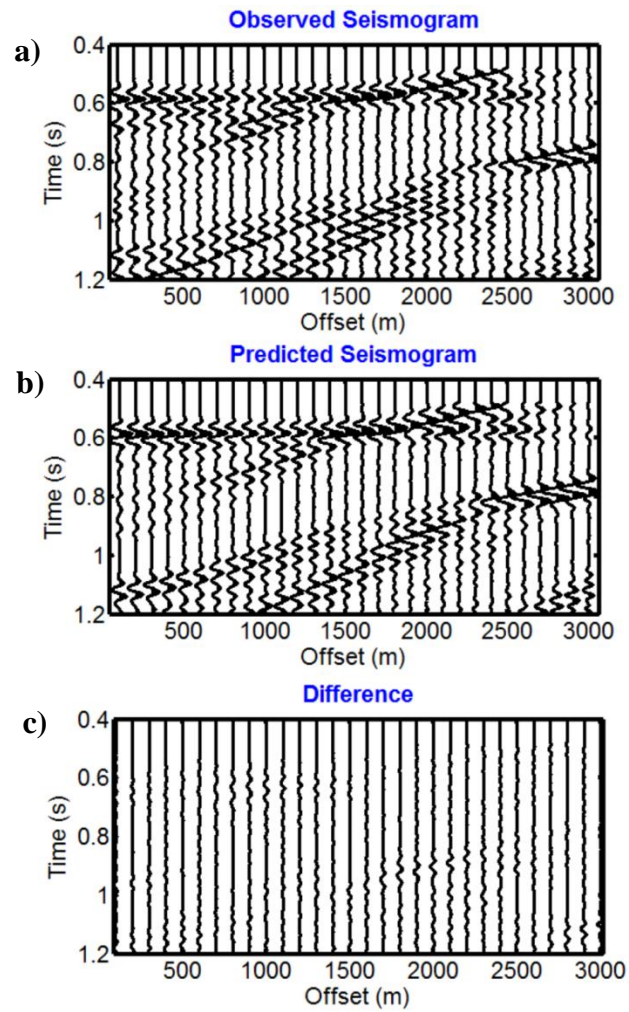 a)
Observed Seismogram
Time (s)
0.4
0.6
0.8
1
1.2
500 1000 1500 2000 2500 3000
Offset (m)
b)
Predicted Seismogram
Time (s)
0.4
0.6
0.8
1
1.2
500 1000 1500 2000 2500 3000
Offset (m)
c)
Difference
Time (s)
0.4
0.6
0.8
1
1.2
500 1000 1500 2000 2500 3000
Offset (m)